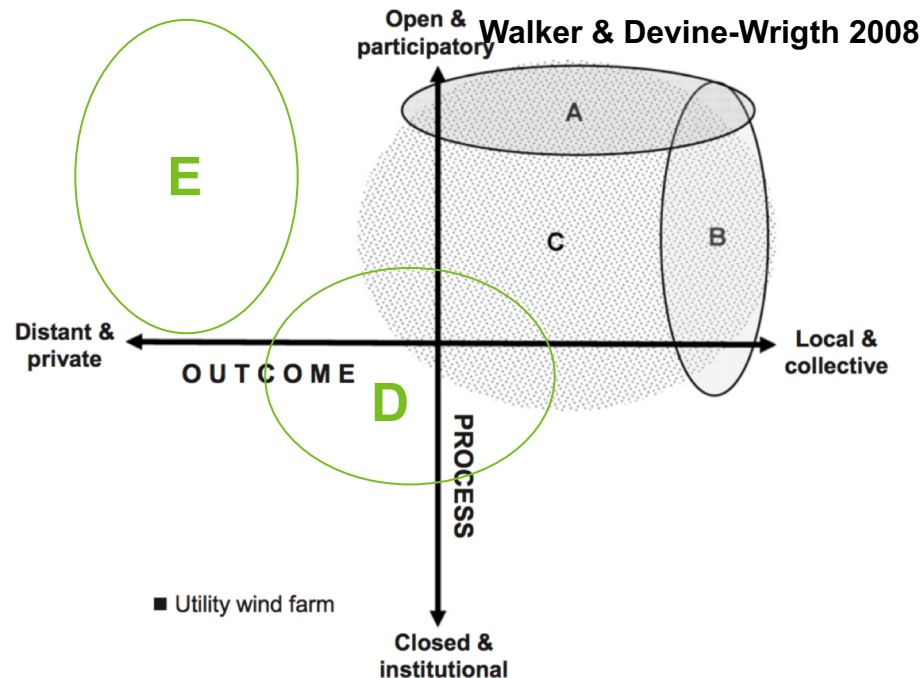 Open &
participatory
Walker & Devine-Wrigth 2008
A
E
B
C
Distant &
private
Local &
collective
OUTCOME
D
PROCESS
■ Utility wind farm
Closed &
institutional